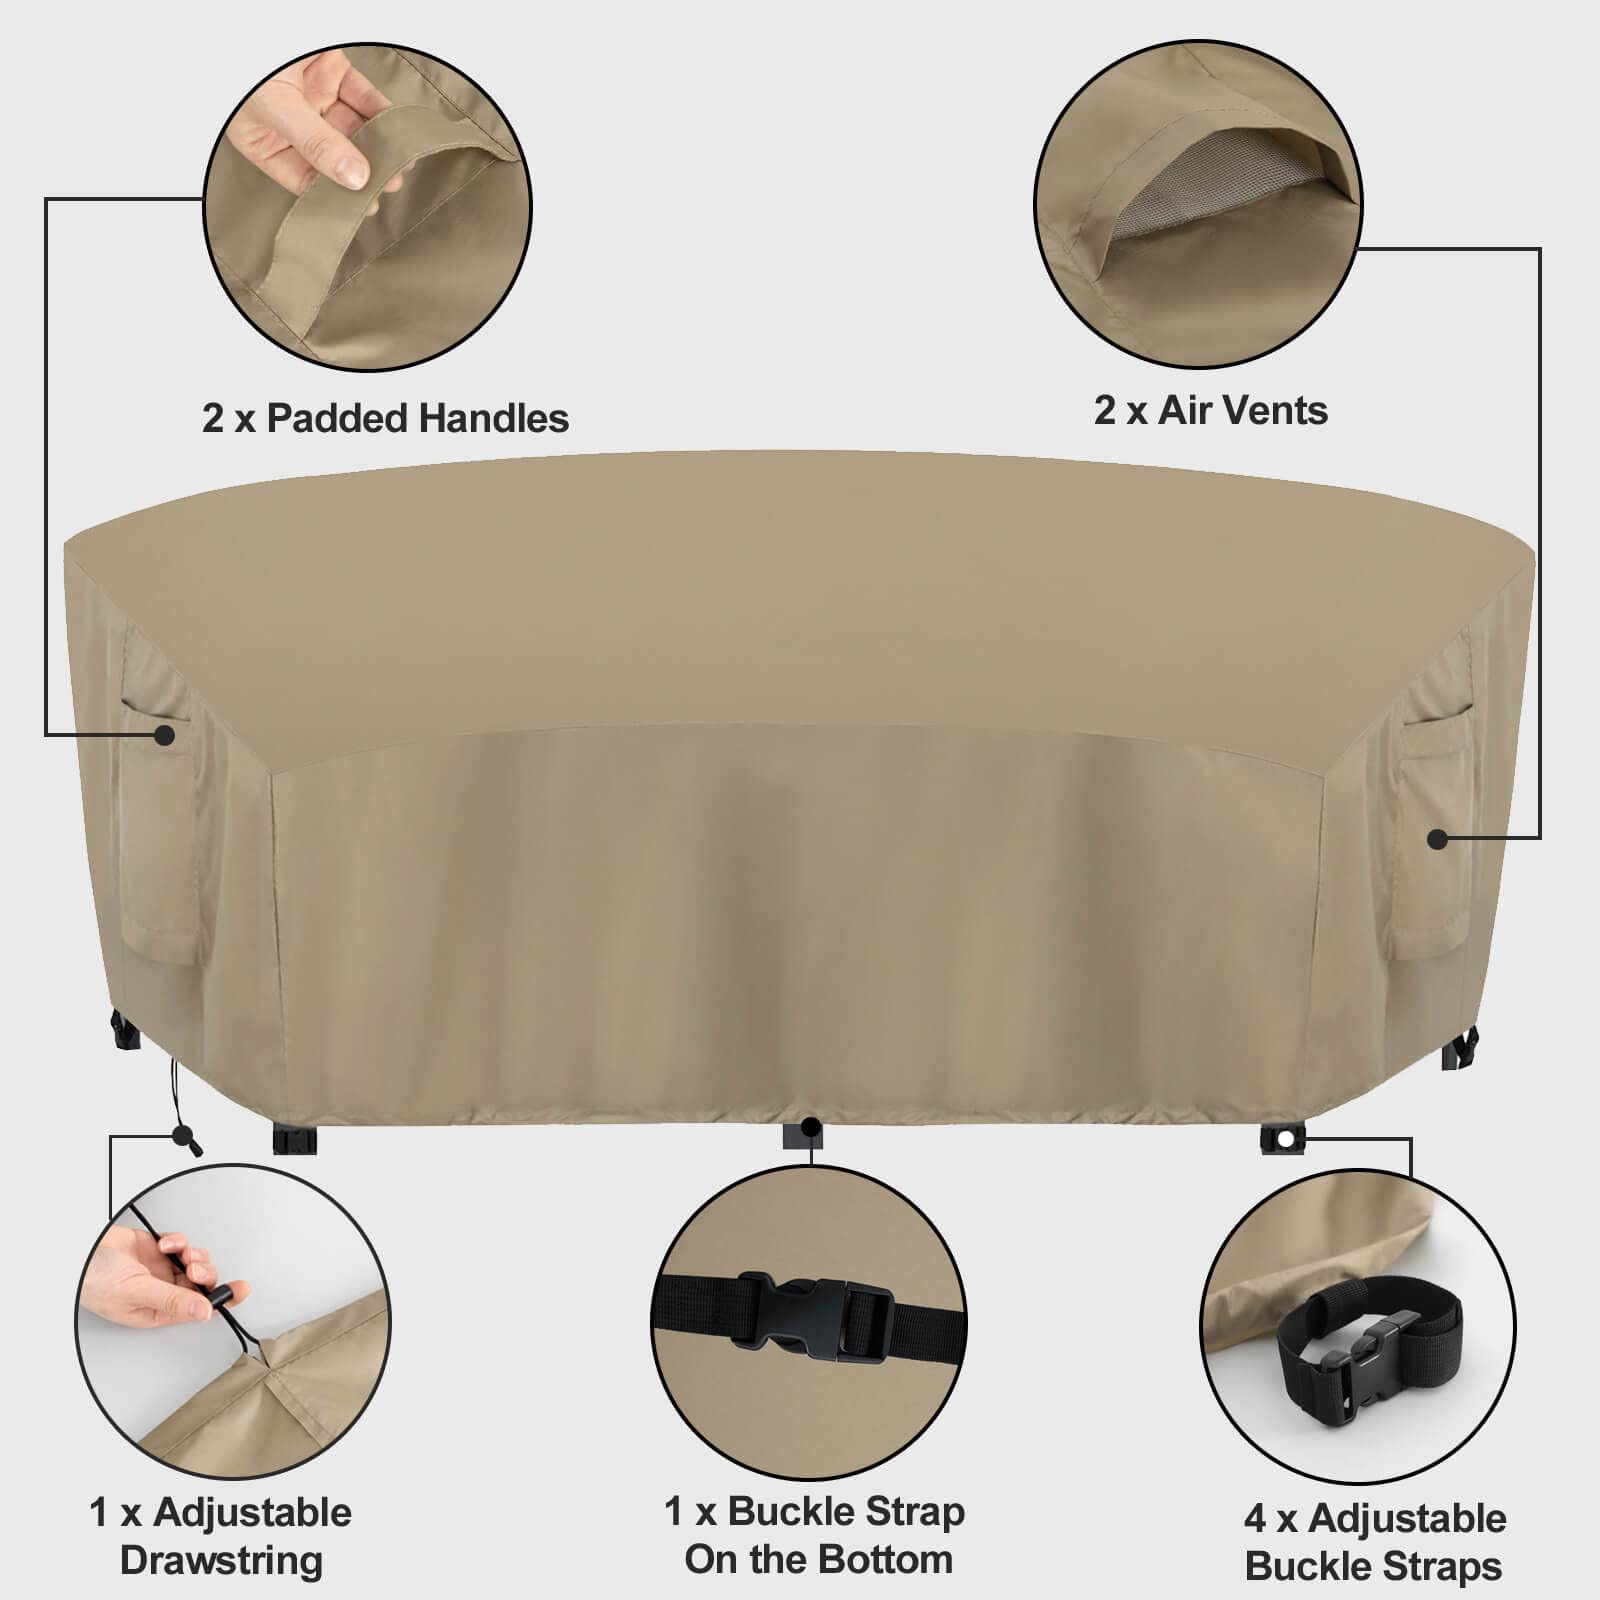 2 x Padded Handles
2 x Air Vents
1 x Adjustable
Drawstring
1 x Buckle Strap
On the Bottom
4 x Adjustable
Buckle Straps